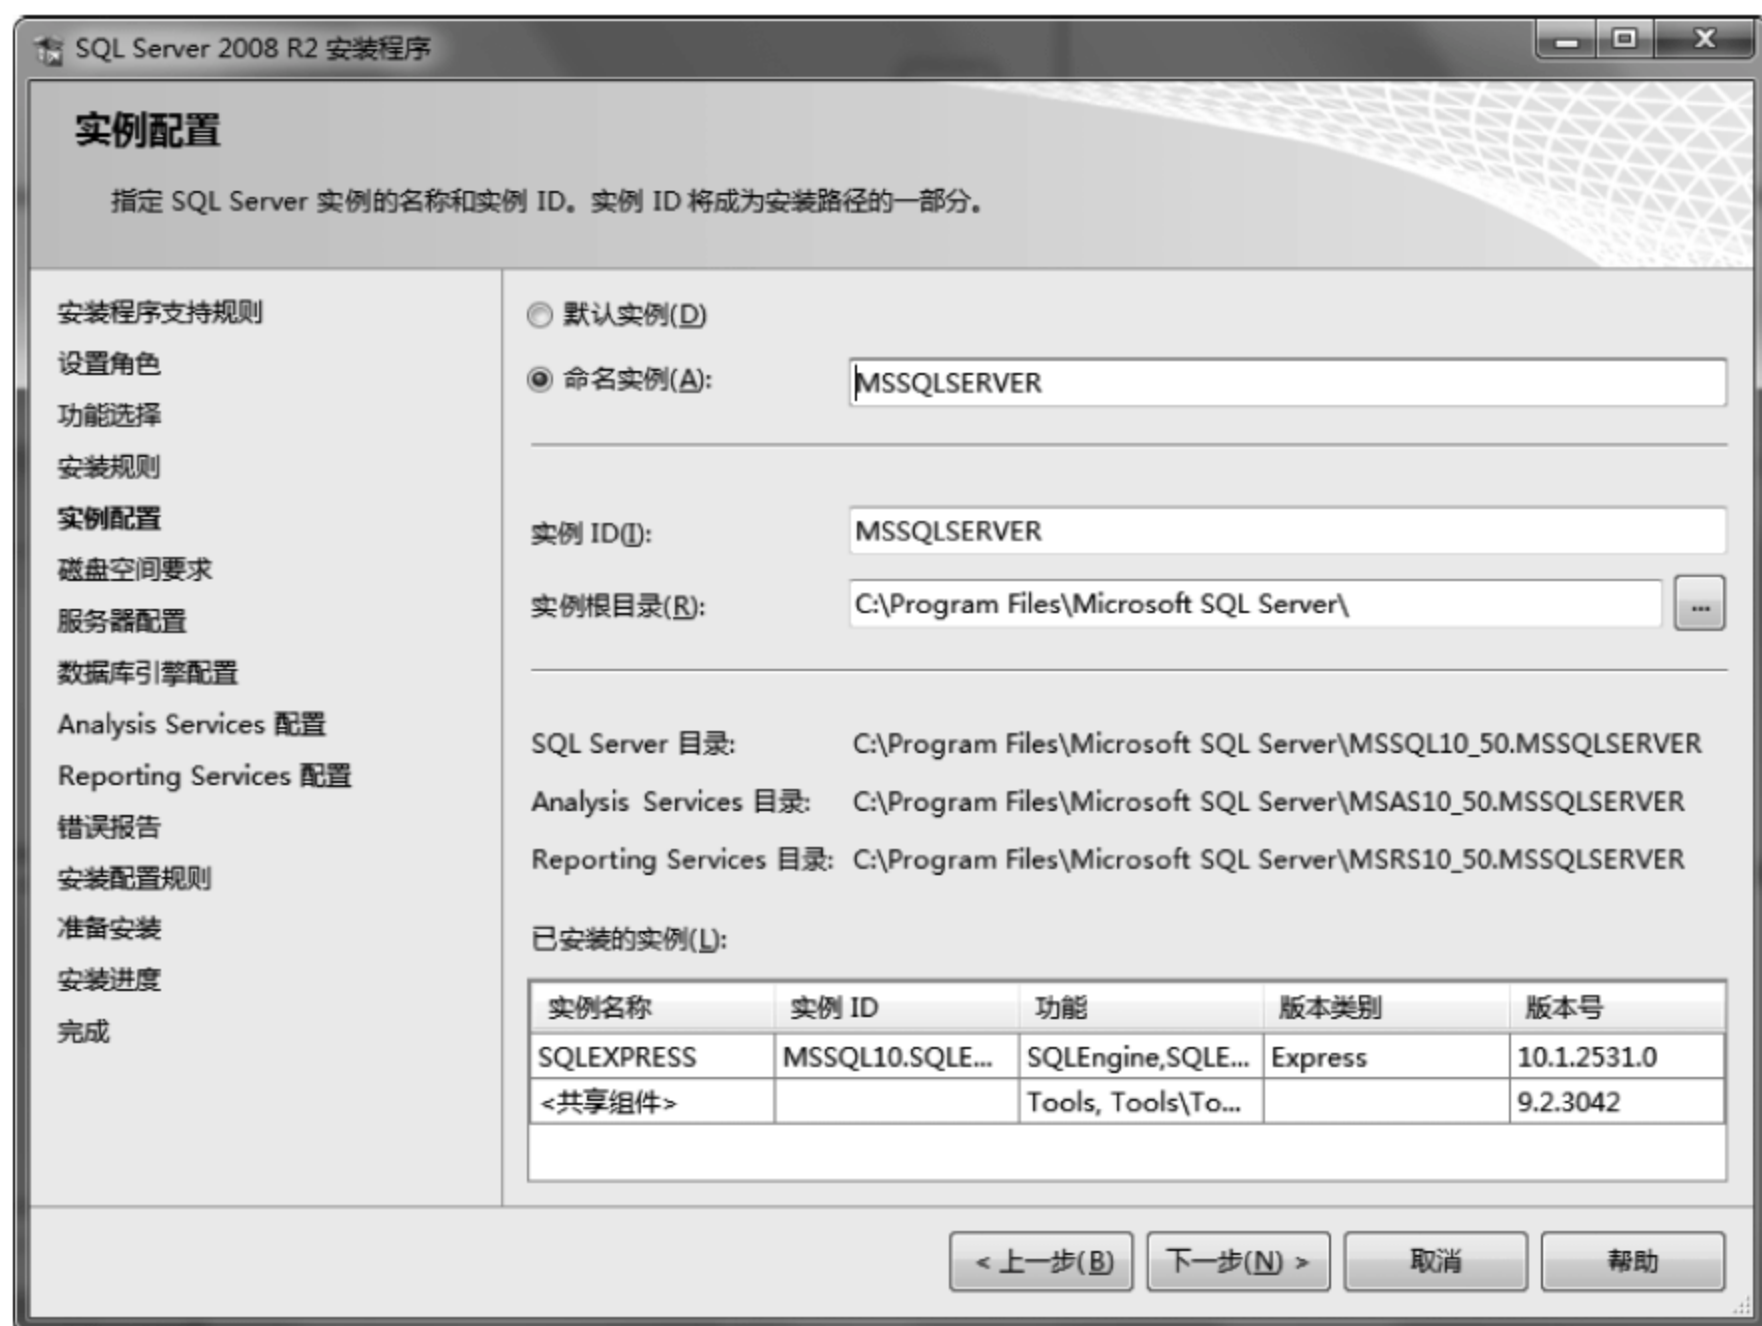 SQL Server 2008 R2 安装程序
实例配置
指定 SQL Server 实例的名称和实例 ID。实例 ID 将成为安装路径的一部分。
安装程序支持规则
设置角色
功能选择
安装规则
实例配置
磁盘空间要求
服务器配置
数据库引擎配置
Analysis Services 配置
Reporting Services 配置
错误报告
安装配置规则
准备安装
安装进度
完成
默认实例(D)
命名实例(A): MSSQLSERVER
实例 ID(I): MSSQLSERVER
实例根目录(R): C:\Program Files\Microsoft SQL Server\ ...
SQL Server 目录: C:\Program Files\Microsoft SQL Server\MSSQL10_50.MSSQLSERVER
Analysis Services 目录: C:\Program Files\Microsoft SQL Server\MSAS10_50.MSSQLSERVER
Reporting Services 目录: C:\Program Files\Microsoft SQL Server\MSRS10_50.MSSQLSERVER
已安装的实例(L):
实例名称 实例 ID 功能 版本类别 版本号
SQLEXPRESS MSSQL10.SQLE... SQLEngine,SQLE... Express 10.1.2531.0
<共享组件> Tools, Tools\To... 9.2.3042
< 上一步(B) 下一步(N) > 取消 帮助